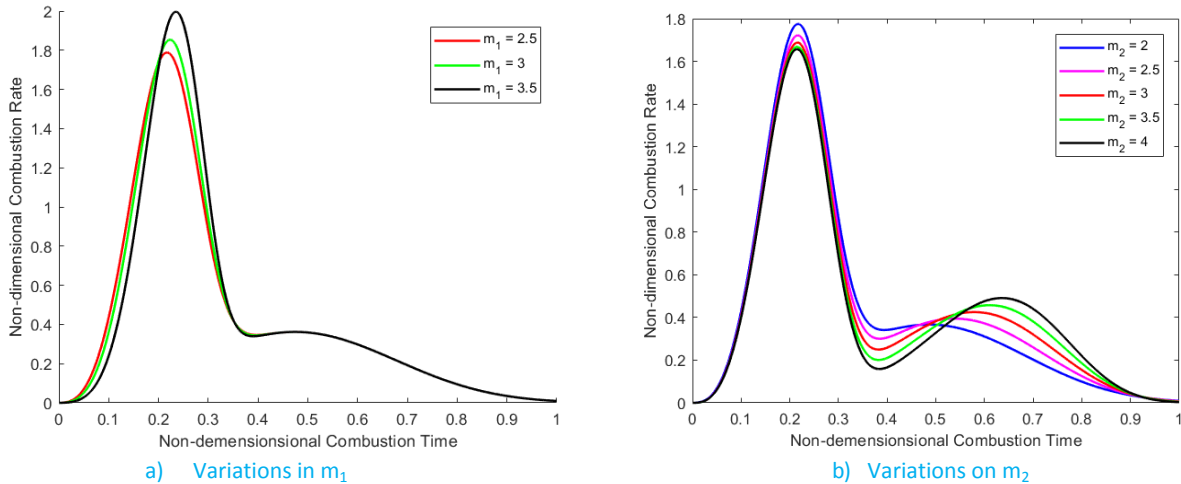 2
1.8
1.6
1.4
1.2
1
0.8
0.6
0.4
0.2
0
Non-dimensional Combustion Rate
m1 = 2.5
m1 = 3
m1 = 3.5
0 0.1 0.2 0.3 0.4 0.5 0.6 0.7 0.8 0.9 1
Non-demensionsional Combustion Time
a) Variations in m1
1.8
1.6
1.4
1.2
1
0.8
0.6
0.4
0.2
0
Non-dimensional Combustion Rate
m2 = 2
m2 = 2.5
m2 = 3
m2 = 3.5
m2 = 4
0 0.1 0.2 0.3 0.4 0.5 0.6 0.7 0.8 0.9 1
Non-demensionsional Combustion Time
b) Variations on m2